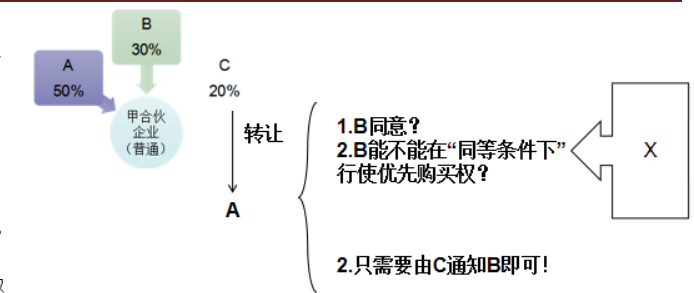 B
30%
A
50%
C
20%
甲合伙
企业
（普通）
转让
A
1.B同意？
2.B能不能在“同等条件下”
行使优先购买权？
X
2.只需要由C通知B即可！